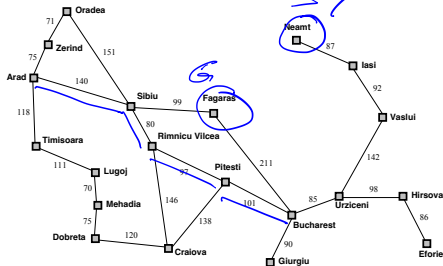 Oradea
71
Neamt
Zerind
87
151
75
Iasi
Arad
140
92
Sibiu
99
Fagaras
118
Vaslui
80
Rimnicu Vilcea
Timisoara
142
111
Pitesti
211
Lugoj
97
70
98
85
Hirsova
Mehadia
146
101
Urziceni
75
138
86
Bucharest
Dobreta
120
90
Craiova
Eforie
Giurgiu